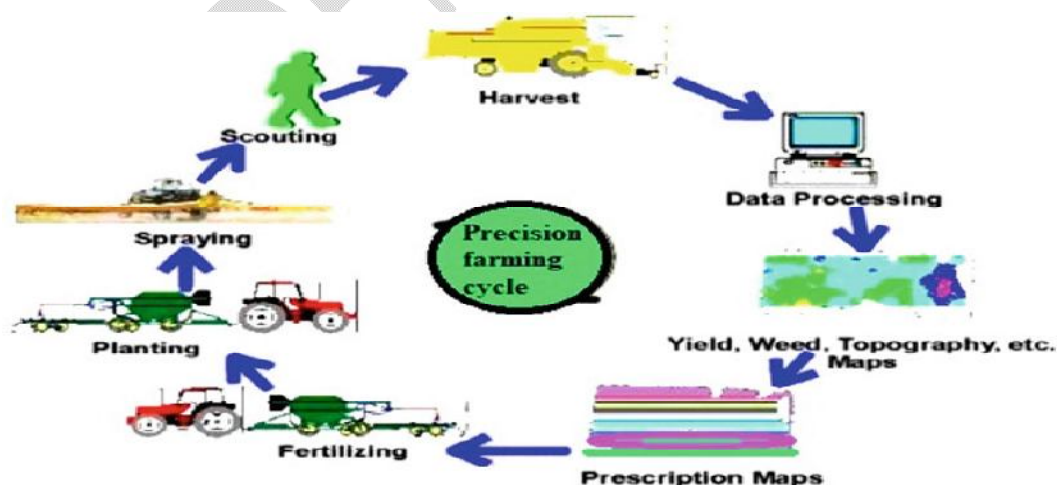 Harvest
Scouting
Data Processing
Spraying
Precision
farming
cycle
Yield, Weed, Topography, etc.
Maps
Planting
Fertilizing
Prescription Maps